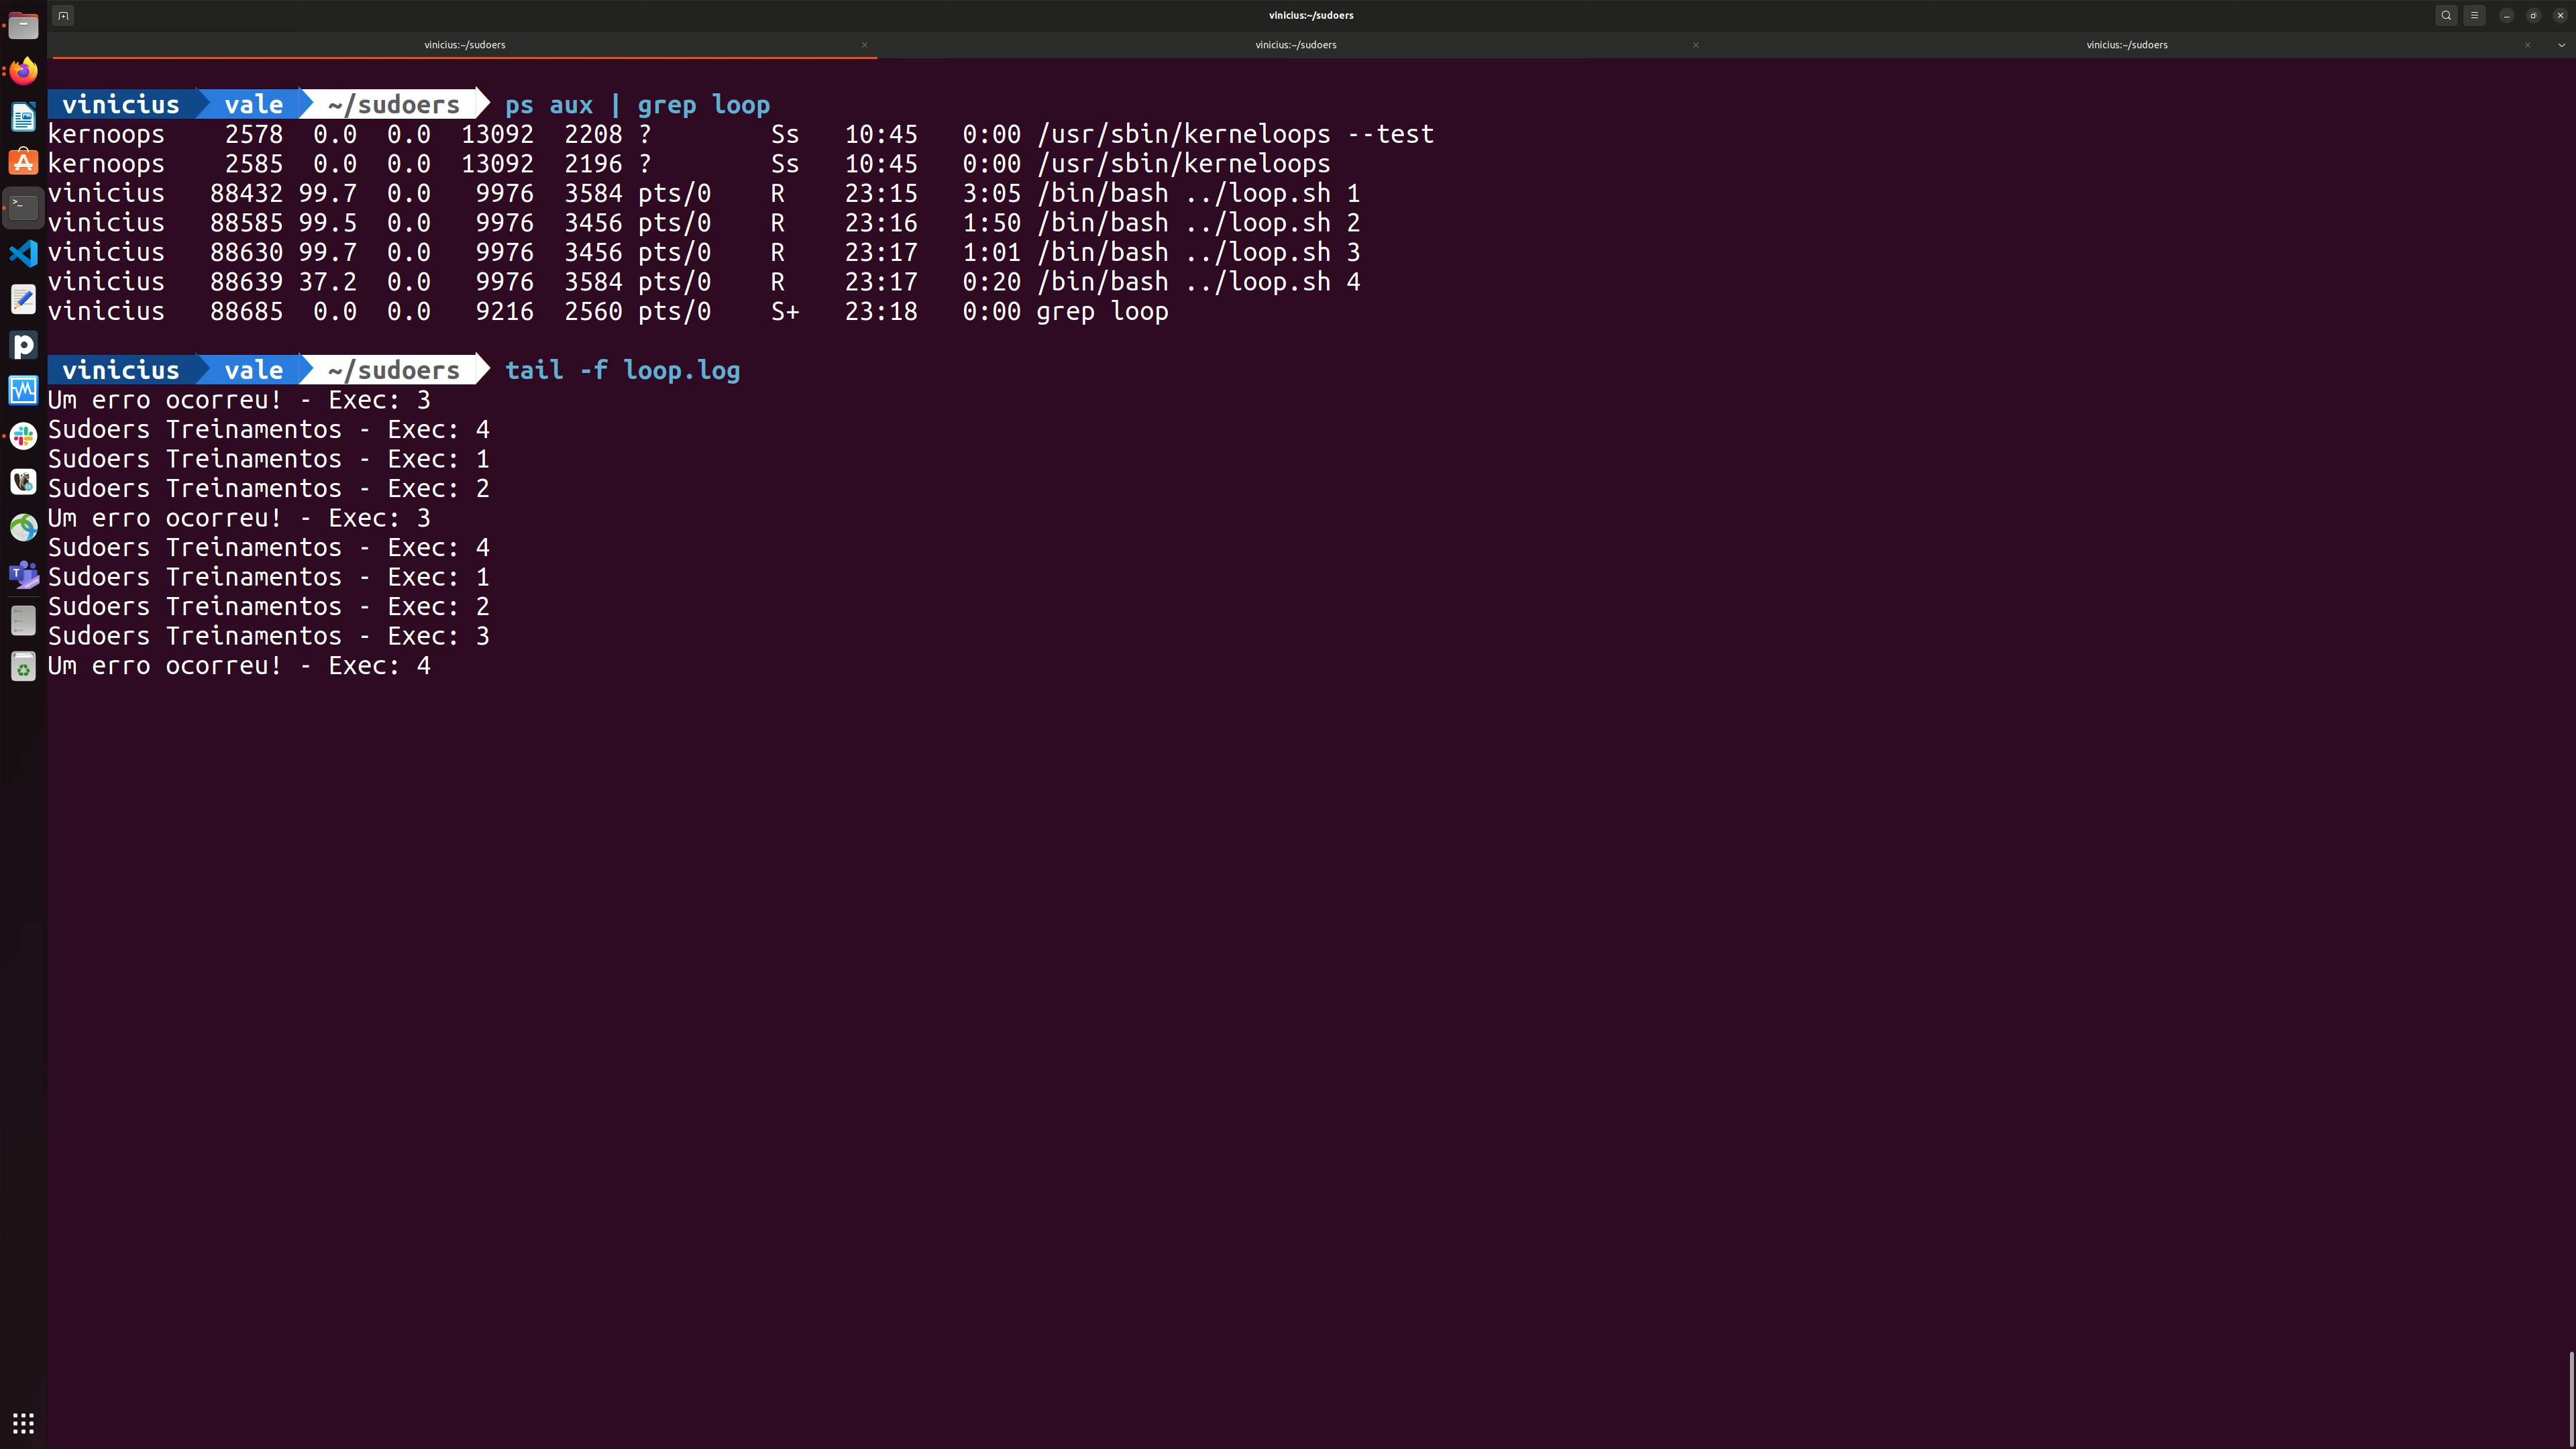 vinicius:~/sudoers
vinicius:~/sudoers vinicius:~/sudoers vinicius:~/sudoers
vinicius vale ~/sudoers ps aux | grep loop
kernoops 2578 0.0 0.0 13092 2208 ? Ss 10:45 0:00 /usr/sbin/kerneloops --test
kernoops 2585 0.0 0.0 13092 2196 ? Ss 10:45 0:00 /usr/sbin/kerneloops
vinicius 88432 99.7 0.0 9976 3584 pts/0 R 23:15 3:05 /bin/bash ../loop.sh 1
vinicius 88585 99.5 0.0 9976 3456 pts/0 R 23:16 1:50 /bin/bash ../loop.sh 2
vinicius 88630 99.7 0.0 9976 3456 pts/0 R 23:17 1:01 /bin/bash ../loop.sh 3
vinicius 88639 37.2 0.0 9976 3584 pts/0 R 23:17 0:20 /bin/bash ../loop.sh 4
vinicius 88685 0.0 0.0 9216 2560 pts/0 S+ 23:18 0:00 grep loop
vinicius vale ~/sudoers tail -f loop.log
Um erro ocorreu! - Exec: 3
Sudoers Treinamentos - Exec: 4
Sudoers Treinamentos - Exec: 1
Sudoers Treinamentos - Exec: 2
Um erro ocorreu! - Exec: 3
Sudoers Treinamentos - Exec: 4
Sudoers Treinamentos - Exec: 1
Sudoers Treinamentos - Exec: 2
Sudoers Treinamentos - Exec: 3
Um erro ocorreu! - Exec: 4